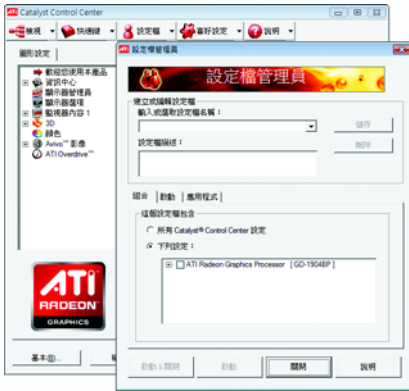 Catalyst Control Center
檢視 快速鍵 設定檔 喜好設定 說明
圖形設定
歡迎您使用本產品
資訊中心
顯示器管理員
顯示器選項
監視器內容 1
3D
顏色
Avivo™ 影像
ATI Overdrive™
ATI
RADEON
GRAPHICS
基本(B)...
ATI 設定檔管理員
設定檔管理員
建立或編輯設定檔
輸入或選取設定檔名稱：
儲存
刪除
設定檔描述：
組合 啟動 應用程式
這個設定檔包含
所有 Catalyst® Control Center 設定
下列設定：
ATI Radeon Graphics Processor [ GD-1904BP ]
啟動 & 關閉 啟動 關閉 說明